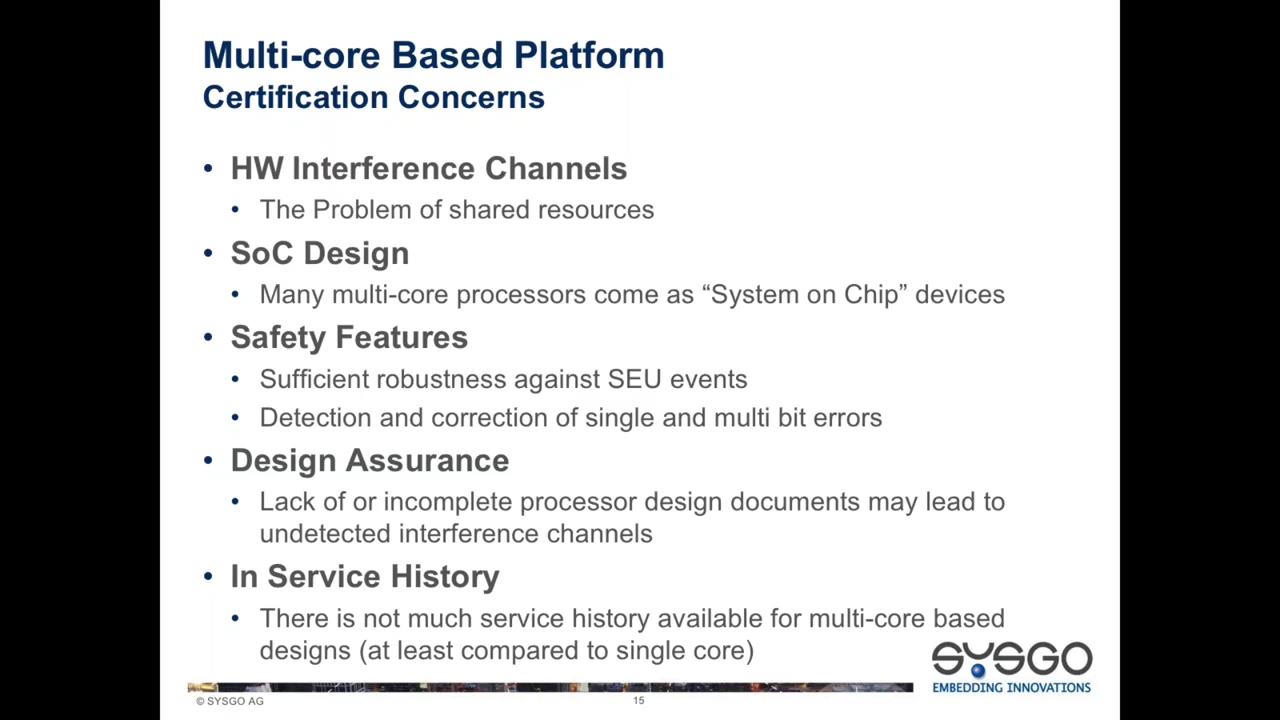 Multi-core Based Platform
Certification Concerns
• HW Interference Channels
• The Problem of shared resources
• SoC Design
• Many multi-core processors come as “System on Chip” devices
• Safety Features
• Sufficient robustness against SEU events
• Detection and correction of single and multi bit errors
• Design Assurance
• Lack of or incomplete processor design documents may lead to
undetected interference channels
• In Service History
• There is not much service history available for multi-core based
designs (at least compared to single core)
SYSGO
EMBEDDING INNOVATIONS
© SYSGO AG
15